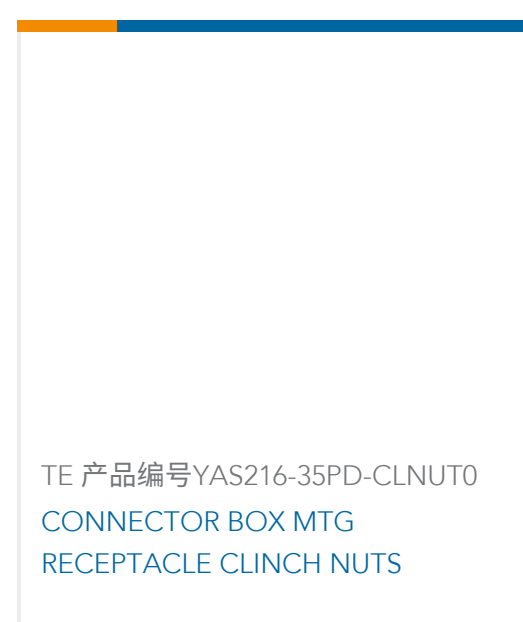 TE 产品编号YAS216-35PD-CLNUT0
CONNECTOR BOX MTG
RECEPTACLE CLINCH NUTS